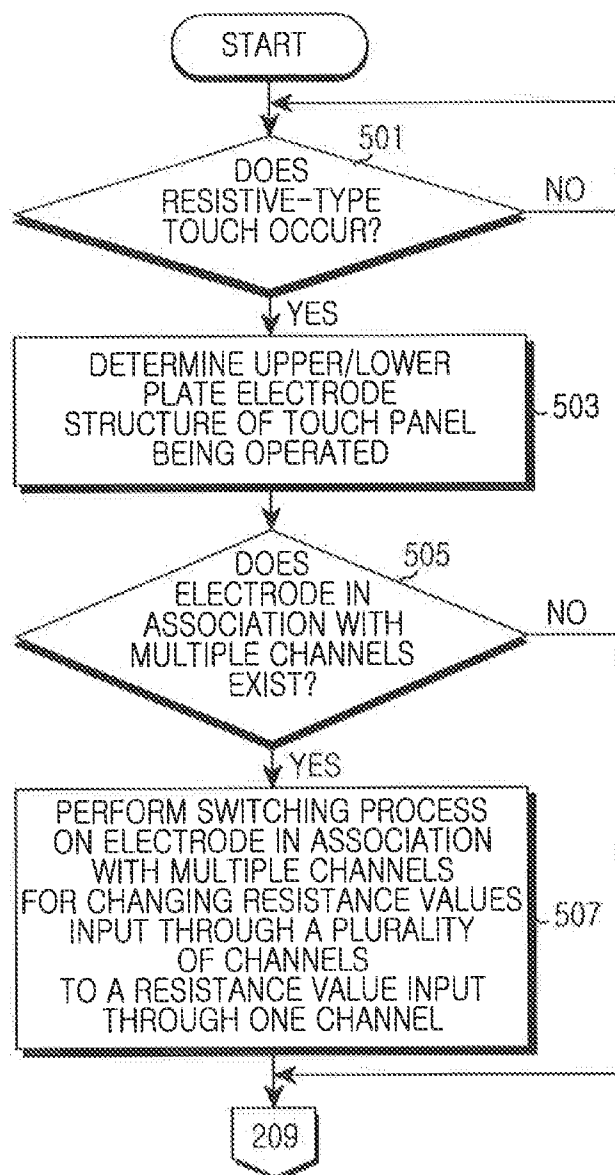 START
501
DOES
RESISTIVE-TYPE
TOUCH OCCUR?
NO
YES
DETERMINE UPPER/LOWER
PLATE ELECTRODE
STRUCTURE OF TOUCH PANEL
BEING OPERATED
503
DOES
ELECTRODE IN
ASSOCIATION WITH
MULTIPLE CHANNELS
EXIST?
505
NO
YES
PERFORM SWITCHING PROCESS
ON ELECTRODE IN ASSOCIATION
WITH MULTIPLE CHANNELS
FOR CHANGING RESISTANCE VALUES
INPUT THROUGH A PLURALITY
OF CHANNELS
TO A RESISTANCE VALUE INPUT
THROUGH ONE CHANNEL
507
209